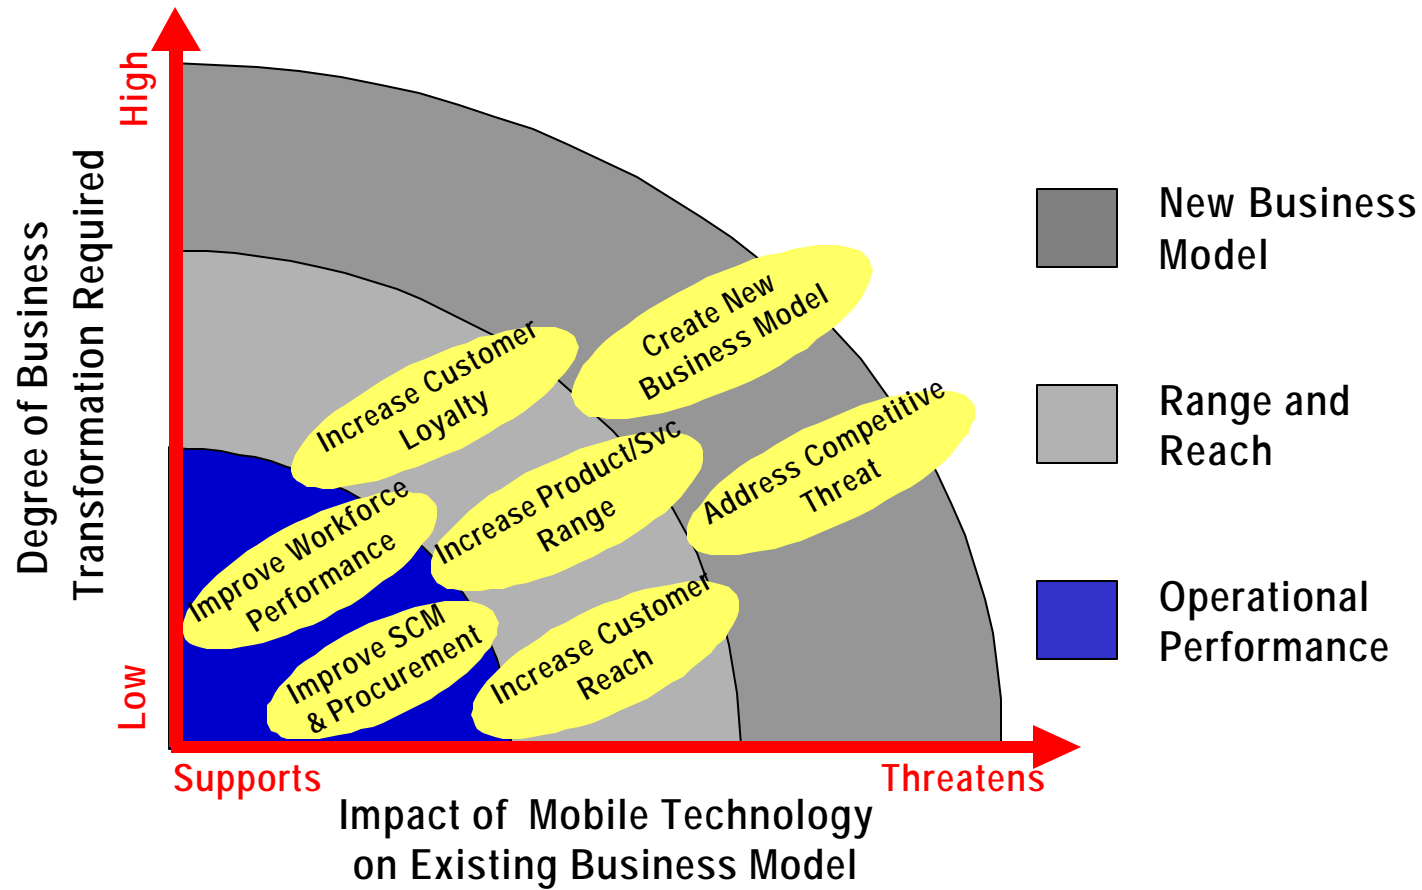 High
Degree of Business
Transformation Required
Low
Create New
Business Model
Increase Customer
Loyalty
Address Competitive
Threat
Increase Product/Svc
Range
Improve Workforce
Performance
Improve SCM
& Procurement
Increase Customer
Reach
Supports
Threatens
Impact of Mobile Technology
on Existing Business Model
New Business
Model
Range and
Reach
Operational
Performance